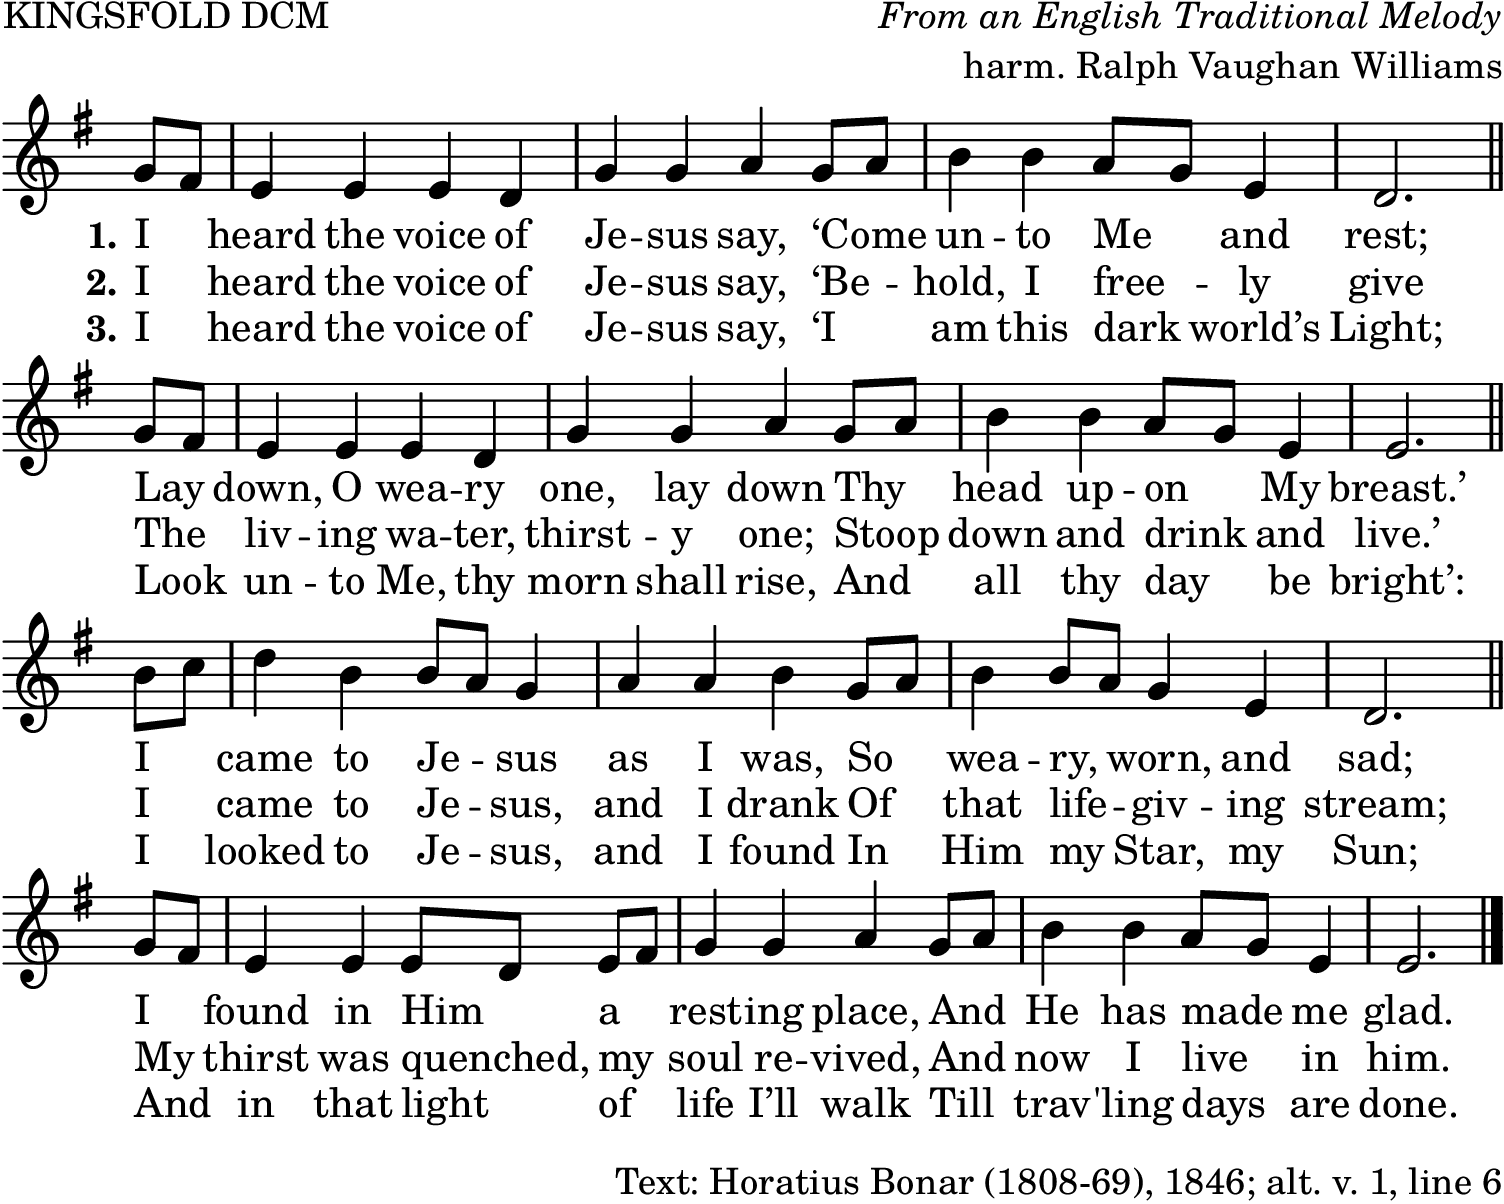 KINGSFOLD DCM
From an English Traditional Melody
harm. Ralph Vaughan Williams
1. I heard the voice of Je - sus say, ‘Come un - to Me and rest;
2. I heard the voice of Je - sus say, ‘Be - hold, I free - ly give
3. I heard the voice of Je - sus say, ‘I am this dark world’s Light;
Lay down, O wea - ry one, lay down Thy head up - on My breast.’
The liv - ing wa - ter, thirst - y one; Stoop down and drink and live.’
Look un - to Me, thy morn shall rise, And all thy day be bright’:
I came to Je - sus as I was, So wea - ry, worn, and sad;
I came to Je - sus, and I drank Of that life - giv - ing stream;
I looked to Je - sus, and I found In Him my Star, my Sun;
I found in Him a resting place, And He has made me glad.
My thirst was quenched, my soul re - vived, And now I live in him.
And in that light of life I’ll walk Till trav'ling days are done.
Text: Horatius Bonar (1808-69), 1846; alt. v. 1, line 6